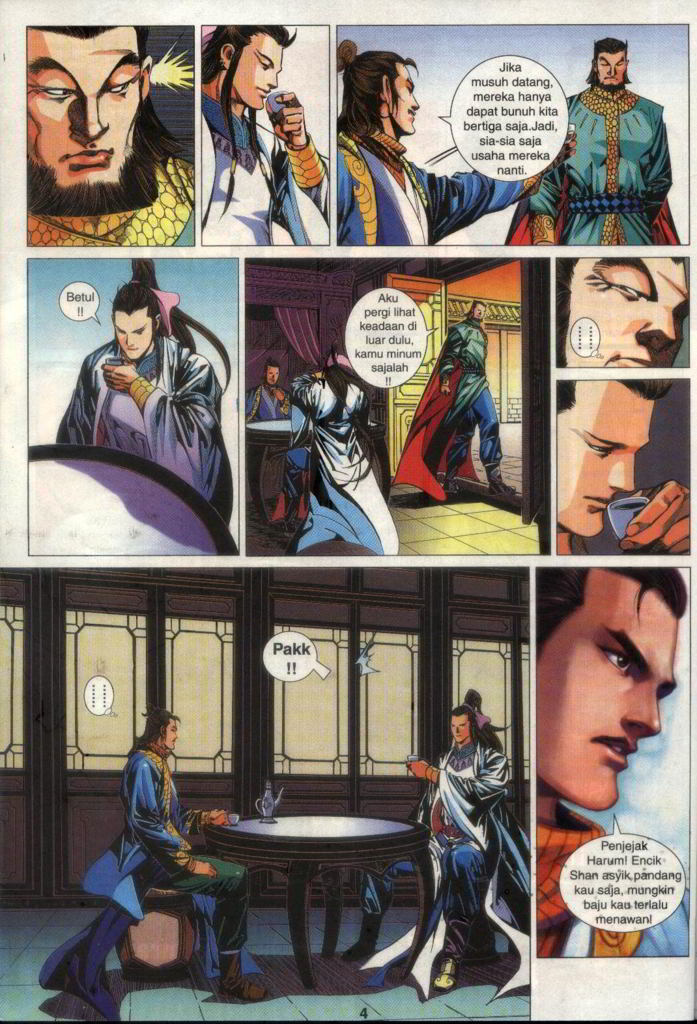 Jika
musuh datang,
mereka hanya
dapat bunuh kita
bertiga saja.Jadi,
sia-sia saja
usaha mereka
nanti.
Betul
!!
Aku
pergi lihat
keadaan di
luar dulu,
kamu minum
sajalah
!!
Pakk
!!
Penjejak
Harum! Encik
Shan asyik pandang
kau saja, mungkin
baju kau terlalu
menawan!
4